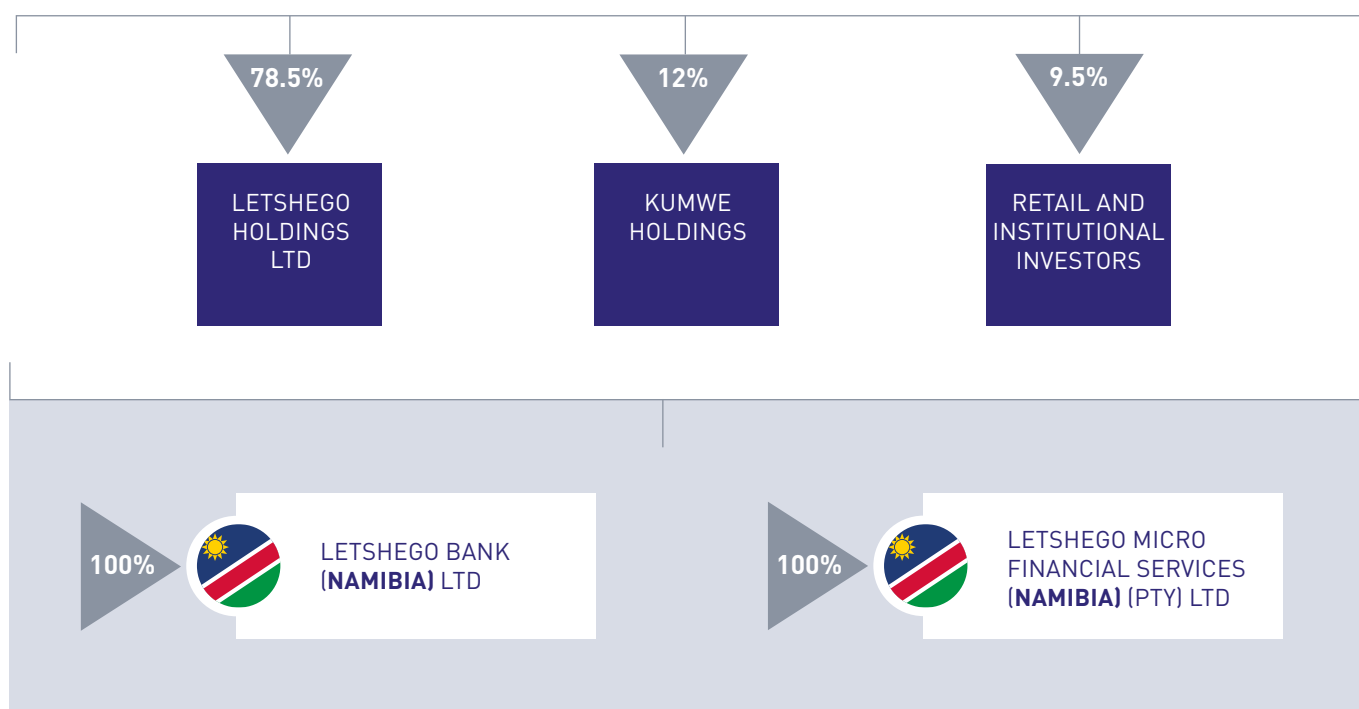 78.5%
12%
9.5%
LETSHEGO
HOLDINGS
LTD
KUMWE
HOLDINGS
RETAIL AND
INSTITUTIONAL
INVESTORS
100%
LETSHEGO BANK
(NAMIBIA) LTD
100%
LETSHEGO MICRO
FINANCIAL SERVICES
(NAMIBIA) (PTY) LTD